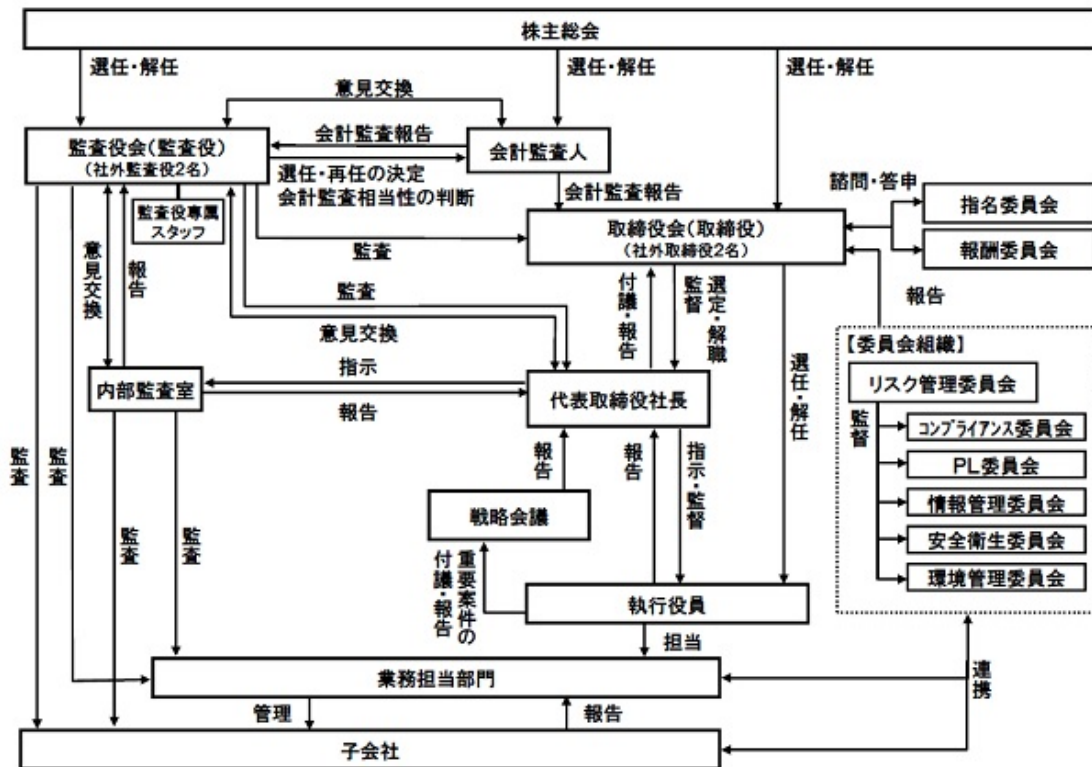 株主総会
選任・解任
選任・解任
選任・解任
意見交換
監査役会(監査役)
(社外監査役2名)
会計監査報告
会計監査人
選任・再任の決定
会計監査相当性の判断
会計監査報告
諮問・答申
指名委員会
報酬委員会
監査役専属
スタッフ
取締役会(取締役)
(社外取締役2名)
監査
意見交換
報告
監査
意見交換
付議・報告
監督
選定・解職
報告
選任・解任
【委員会組織】
リスク管理委員会
監督
コンプライアンス委員会
PL委員会
情報管理委員会
安全衛生委員会
環境管理委員会
指示
内部監査室
報告
代表取締役社長
監査
監査
報告
報告
指示・監督
戦略会議
監査
監査
重要案件の
付議・報告
執行役員
担当
連携
業務担当部門
管理
報告
子会社